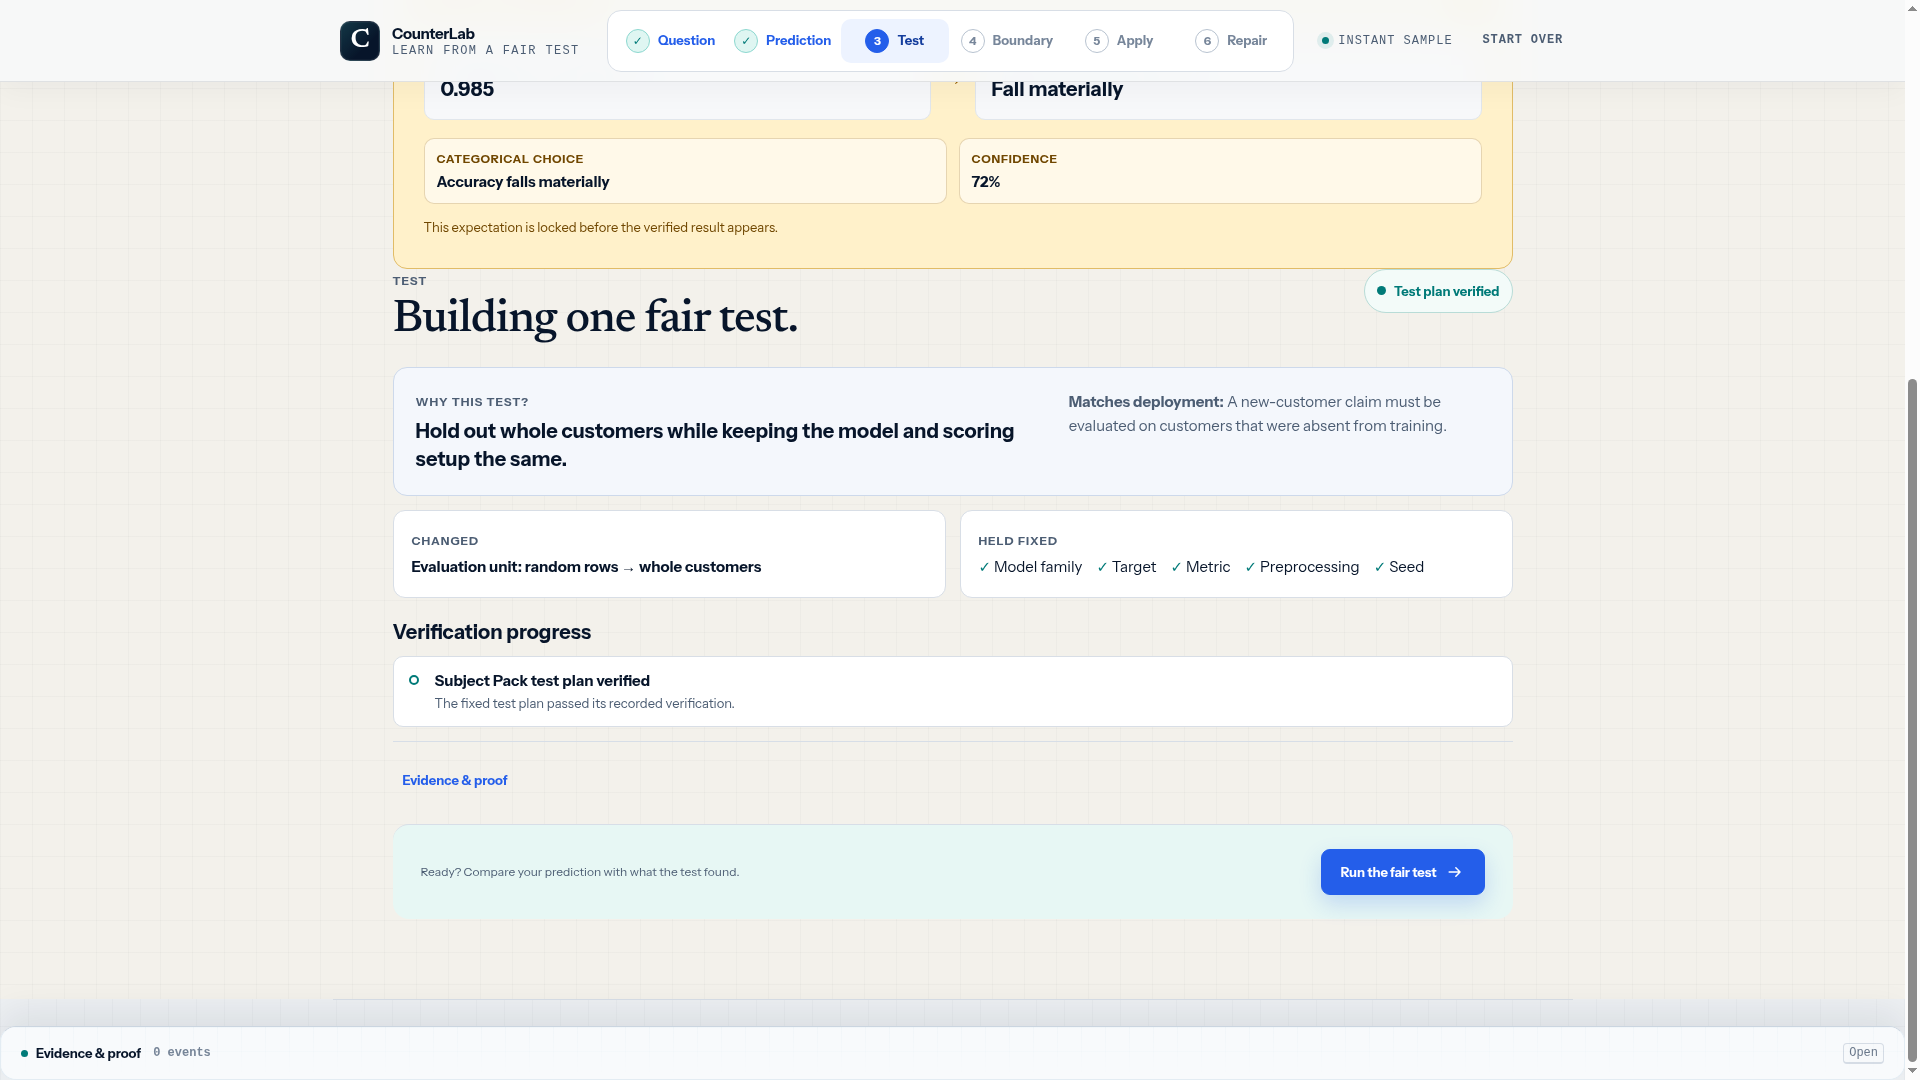 C
CounterLab
LEARN FROM A FAIR TEST
✓ Question
✓ Prediction
3 Test
4 Boundary
5 Apply
6 Repair
INSTANT SAMPLE
START OVER
0.985
Fall materially
CATEGORICAL CHOICE
Accuracy falls materially
CONFIDENCE
72%
This expectation is locked before the verified result appears.
TEST
Building one fair test.
Test plan verified
WHY THIS TEST?
Hold out whole customers while keeping the model and scoring
setup the same.
Matches deployment: A new-customer claim must be
evaluated on customers that were absent from training.
CHANGED
Evaluation unit: random rows → whole customers
HELD FIXED
✓ Model family ✓ Target ✓ Metric ✓ Preprocessing ✓ Seed
Verification progress
Subject Pack test plan verified
The fixed test plan passed its recorded verification.
Evidence & proof
Ready? Compare your prediction with what the test found.
Run the fair test →
Evidence & proof 0 events
Open